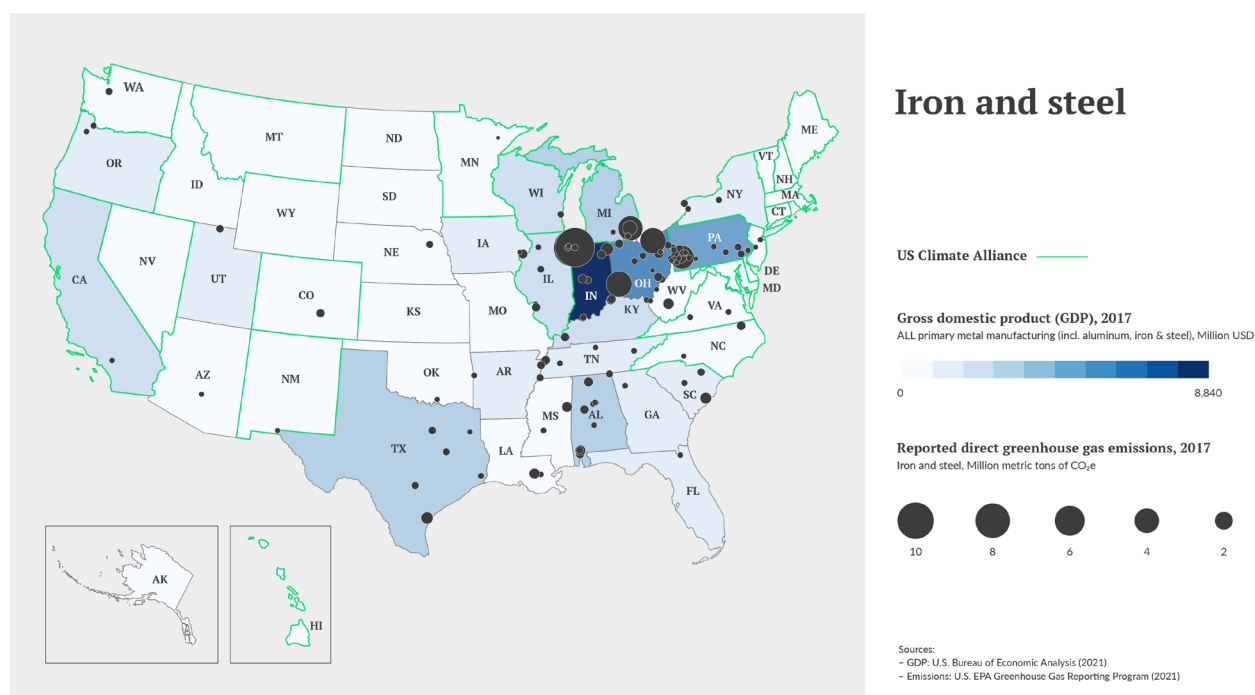 Iron and steel
WA
MT
ND
MN
ME
VT
NH
MA
CT
NY
OR
ID
SD
WI
MI
WY
IA
NE
PA
NV
UT
CA
CO
IL
IN
OH
DE
MD
WV
VA
KS
MO
KY
NC
TN
AZ
NM
OK
AR
SC
MS
AL
GA
TX
LA
FL
AK
HI
US Climate Alliance
Gross domestic product (GDP), 2017
ALL primary metal manufacturing (incl. aluminum, iron & steel), Million USD
0 8,840
Reported direct greenhouse gas emissions, 2017
Iron and steel, Million metric tons of CO₂e
10 8 6 4 2
Sources:
– GDP: U.S. Bureau of Economic Analysis (2021)
– Emissions: U.S. EPA Greenhouse Gas Reporting Program (2021)